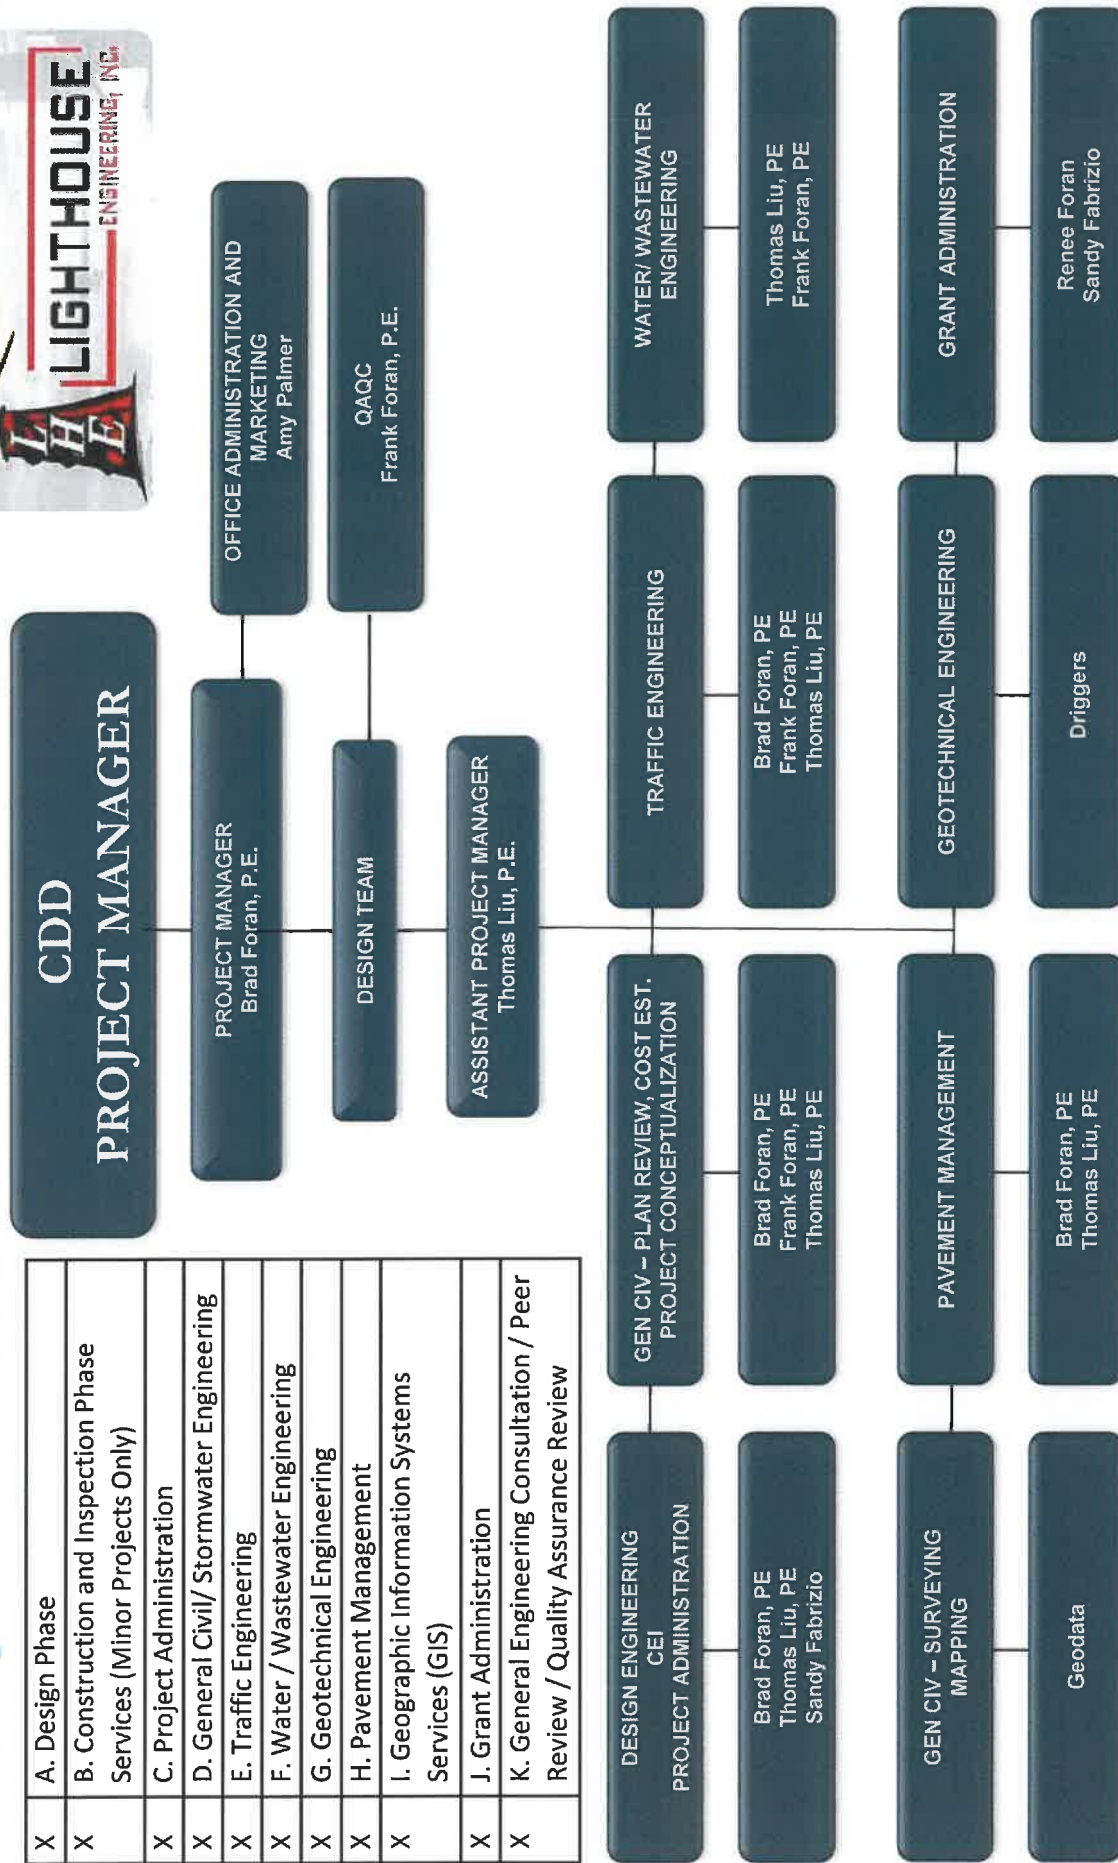 LHE
LIGHTHOUSE
ENGINEERING, INC.
X A. Design Phase
X B. Construction and Inspection Phase
Services (Minor Projects Only)
X C. Project Administration
X D. General Civil/ Stormwater Engineering
X E. Traffic Engineering
X F. Water / Wastewater Engineering
X G. Geotechnical Engineering
X H. Pavement Management
X I. Geographic Information Systems
Services (GIS)
X J. Grant Administration
X K. General Engineering Consultation / Peer
Review / Quality Assurance Review
CDD
PROJECT MANAGER
PROJECT MANAGER
Brad Foran, P.E.
OFFICE ADMINISTRATION AND
MARKETING
Amy Palmer
DESIGN TEAM
QAQC
Frank Foran, P.E.
ASSISTANT PROJECT MANAGER
Thomas Liu, P.E.
DESIGN ENGINEERING
CEI
PROJECT ADMINISTRATION
Brad Foran, PE
Thomas Liu, PE
Sandy Fabrizio
GEN CIV – PLAN REVIEW, COST EST.
PROJECT CONCEPTUALIZATION
Brad Foran, PE
Frank Foran, PE
Thomas Liu, PE
TRAFFIC ENGINEERING
Brad Foran, PE
Frank Foran, PE
Thomas Liu, PE
WATER/ WASTEWATER
ENGINEERING
Thomas Liu, PE
Frank Foran, PE
GEN CIV – SURVEYING
MAPPING
Geodata
PAVEMENT MANAGEMENT
Brad Foran, PE
Thomas Liu, PE
GEOTECHNICAL ENGINEERING
Driggers
GRANT ADMINISTRATION
Renee Foran
Sandy Fabrizio